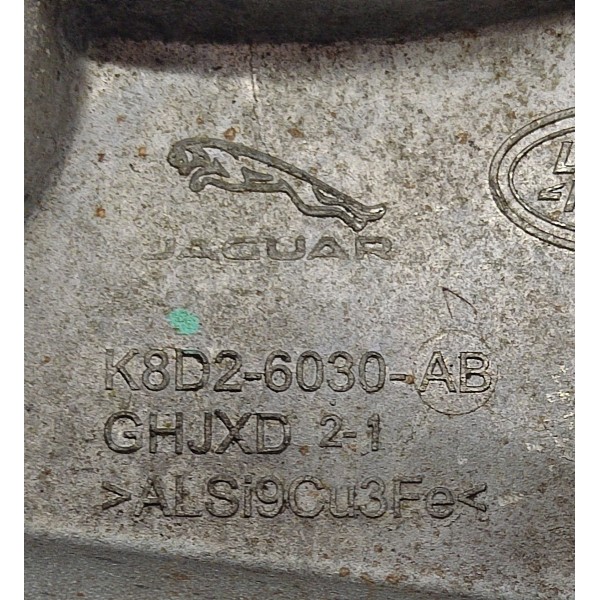 JAGUAR
K8D2-6030-AB
GHJXD 2-1
>ALSi9Cu3Fe<